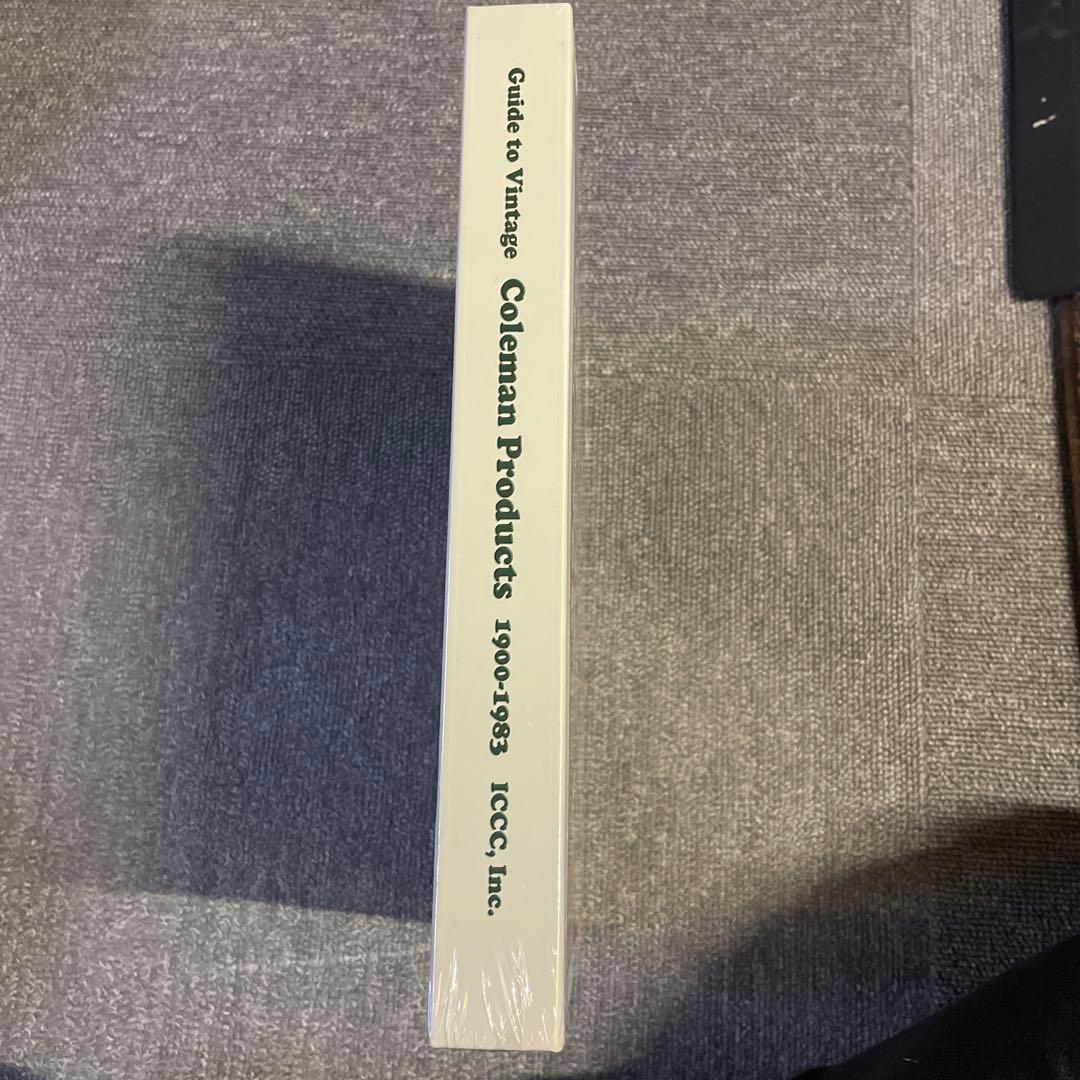 Guide to Vintage Coleman Products 1900-1983 ICCC, Inc.